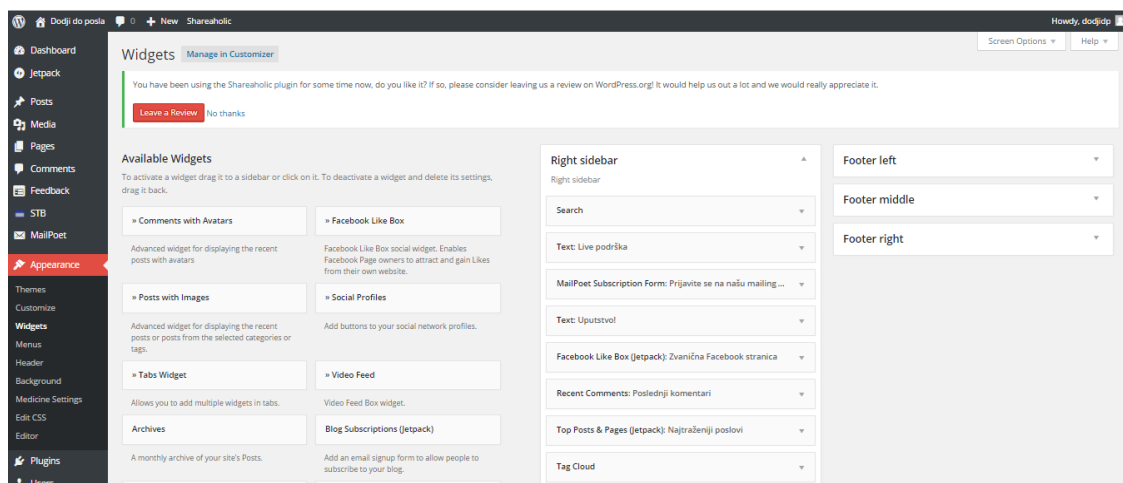 Dodji do posla 0 + New Shareaholic Howdy, dodjidp
Screen Options Help
Dashboard
Jetpack
Posts
Media
Pages
Comments
Feedback
STB
MailPoet
Appearance
Themes
Customize
Widgets
Menus
Header
Background
Medicine Settings
Edit CSS
Editor
Plugins
Users
Widgets Manage in Customizer
You have been using the Shareaholic plugin for some time now, do you like it? If so, please consider leaving us a review on WordPress.org! It would help us out a lot and we would really appreciate it.
Leave a Review No thanks
Available Widgets
To activate a widget drag it to a sidebar or click on it. To deactivate a widget and delete its settings,
drag it back.
» Comments with Avatars
Advanced widget for displaying the recent
posts with avatars
» Facebook Like Box
Facebook Like Box social widget. Enables
Facebook Page owners to attract and gain Likes
from their own website.
» Posts with Images
Advanced widget for displaying the recent
posts or posts from the selected categories or
tags.
» Social Profiles
Add buttons to your social network profiles.
» Tabs Widget
Allows you to add multiple widgets in tabs.
» Video Feed
Video Feed Box widget.
Archives
A monthly archive of your site's Posts.
Blog Subscriptions (Jetpack)
Add an email signup form to allow people to
subscribe to your blog.
Right sidebar
Right sidebar
Search
Text: Live podrška
MailPoet Subscription Form: Prijavite se na našu mailing ...
Text: Uputstvo!
Facebook Like Box (Jetpack): Zvanična Facebook stranica
Recent Comments: Poslednji komentari
Top Posts & Pages (Jetpack): Najtraženiji poslovi
Tag Cloud
Footer left
Footer middle
Footer right